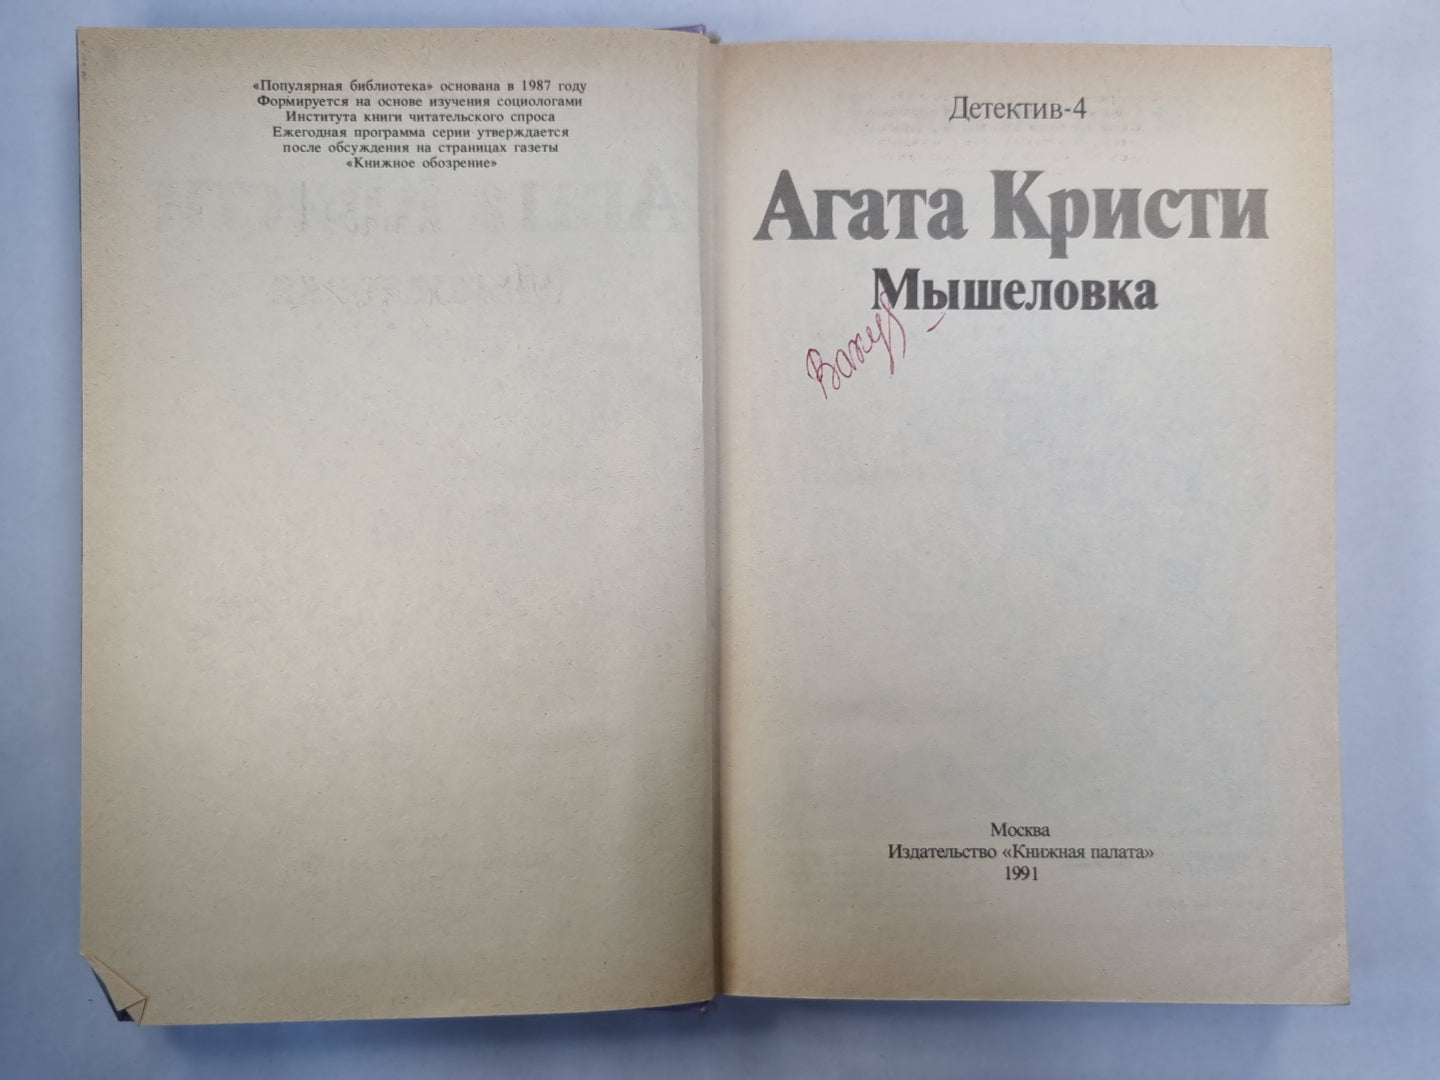 «Популярная библиотека» основана в 1987 году
Формируется на основе изучения социологами
Института книги читательского спроса
Ежегодная программа серии утверждается
после обсуждения на страницах газеты
«Книжное обозрение»
Детектив-4
Агата Кристи
Мышеловка
Москва
Издательство «Книжная палата»
1991